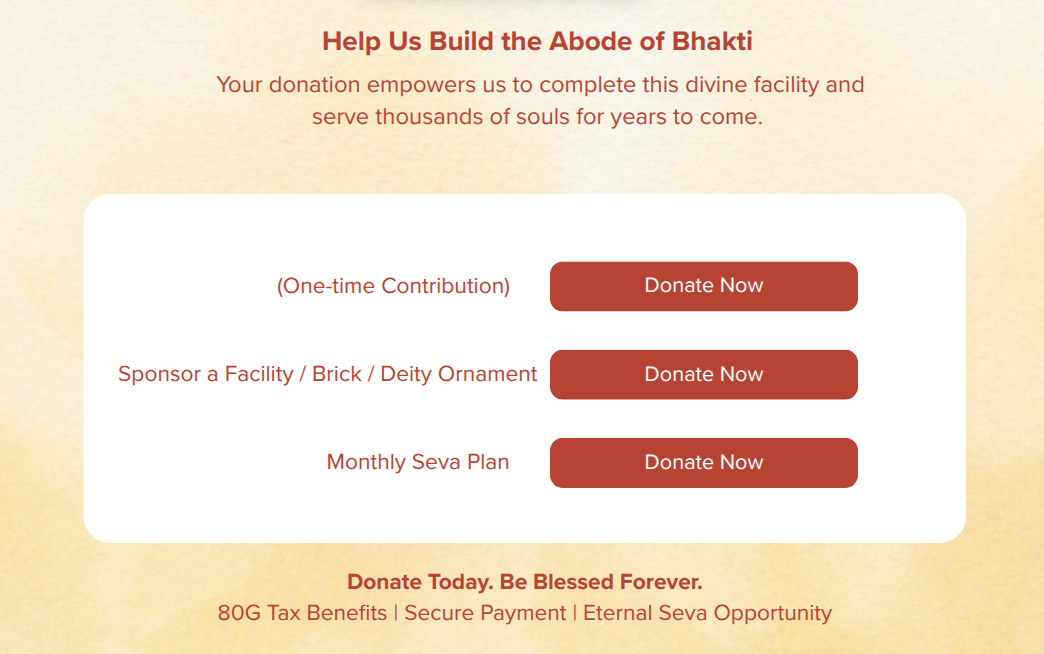 Help Us Build the Abode of Bhakti
Your donation empowers us to complete this divine facility and
serve thousands of souls for years to come.
(One-time Contribution) Donate Now
Sponsor a Facility / Brick / Deity Ornament Donate Now
Monthly Seva Plan Donate Now
Donate Today. Be Blessed Forever.
80G Tax Benefits | Secure Payment | Eternal Seva Opportunity